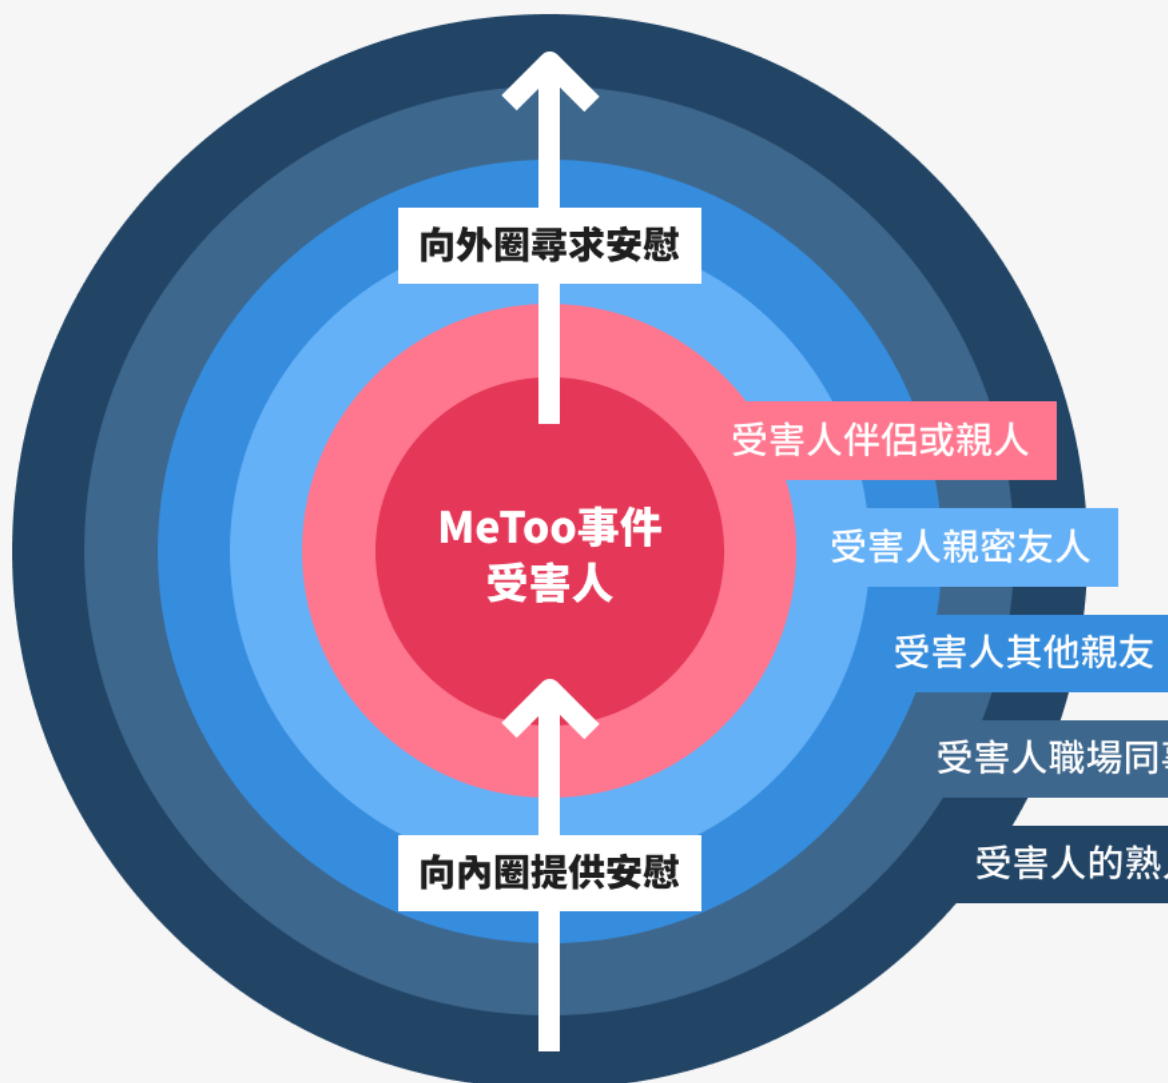 向外圈尋求安慰
受害人伴侶或親人
MeToo事件
受害人
受害人親密友人
受害人其他親友
受害人職場同
受害人的熟
向內圈提供安慰